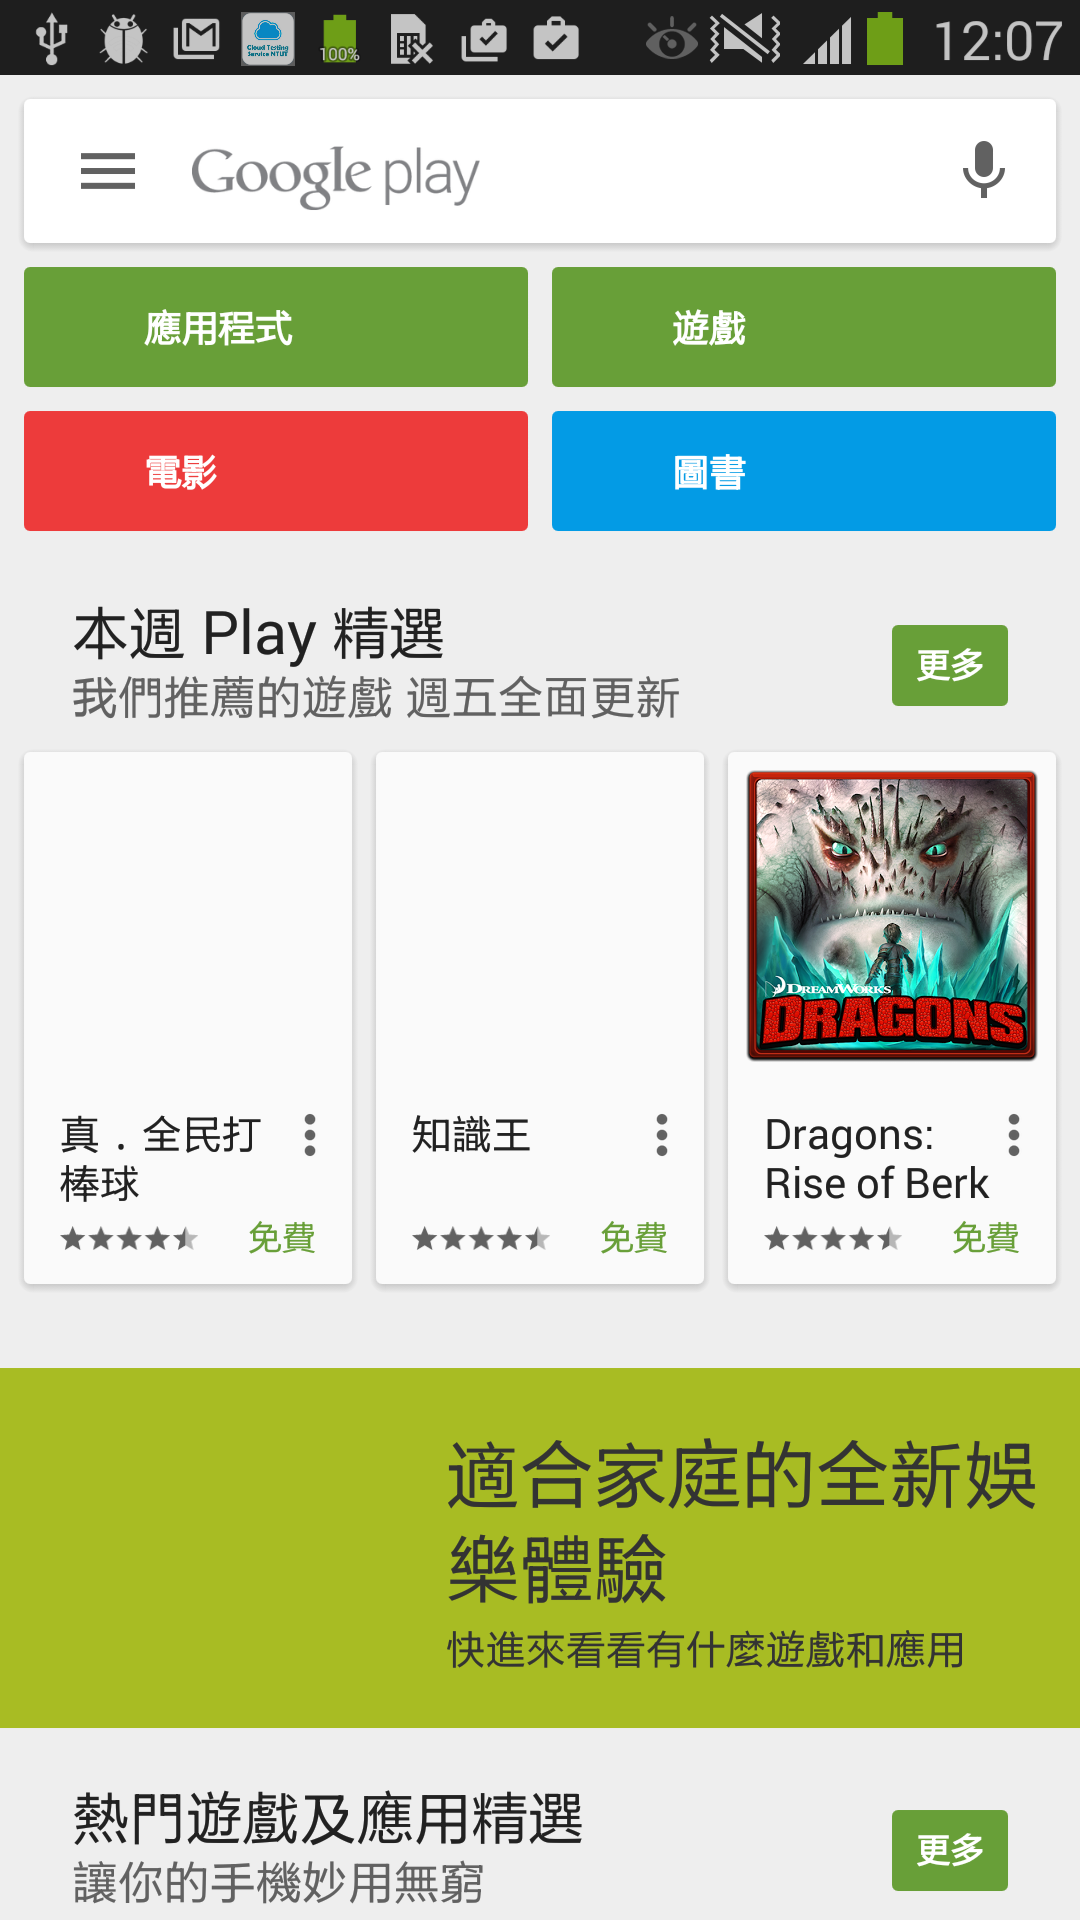 Cloud Testing
Service NTUT
100%
12:07
Google play
應用程式
遊戲
電影
圖書
本週 Play 精選
更多
我們推薦的遊戲 週五全面更新
DREAMWORKS
DRAGONS
真．全民打
棒球
免費
知識王
免費
Dragons:
Rise of Berk
免費
適合家庭的全新娛
樂體驗
快進來看看有什麼遊戲和應用
熱門遊戲及應用精選
更多
讓你的手機妙用無窮